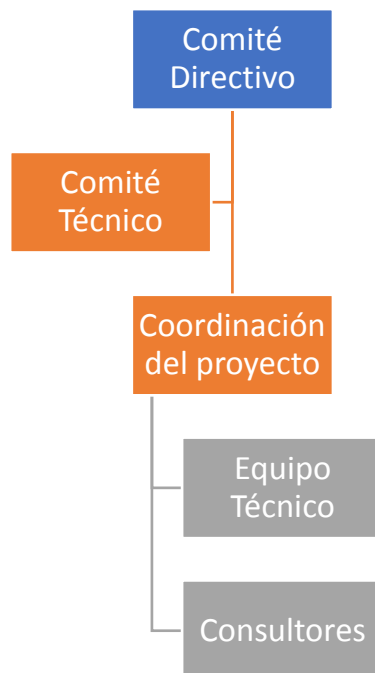 Comité
Directivo
Comité
Técnico
Coordinación
del proyecto
Equipo
Técnico
Consultores